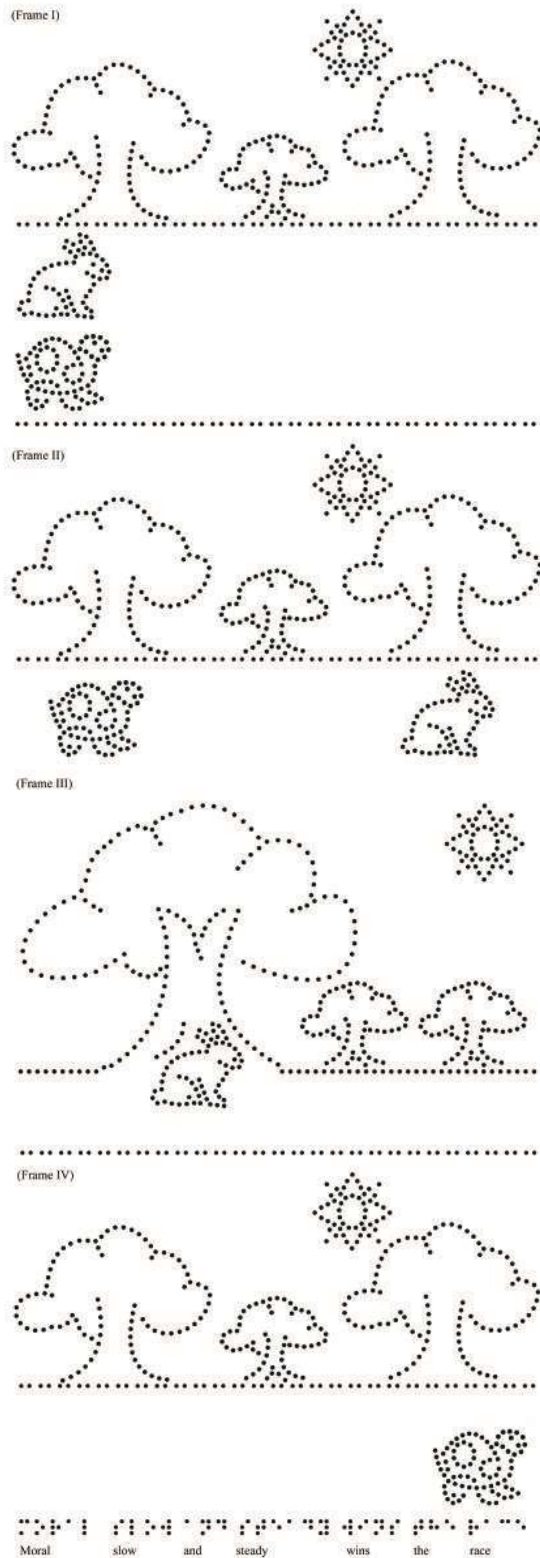 (Frame I)
(Frame II)
(Frame III)
(Frame IV)
Moral slow and steady wins the race